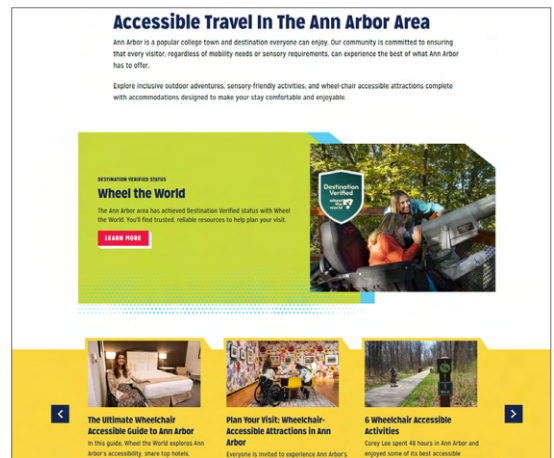 Accessible Travel In The Ann Arbor Area
Ann Arbor is a popular college town and destination everyone can enjoy. Our community is committed to ensuring
that every visitor, regardless of mobility needs or sensory requirements, can experience the best of what Ann Arbor
has to offer.
Explore inclusive outdoor adventures, sensory-friendly activities, and wheel-chair accessible attractions complete
with accommodations designed to make your stay comfortable and enjoyable.
DESTINATION VERIFIED STATUS
Wheel the World
The Ann Arbor area has achieved Destination Verified status with Wheel
the World. You'll find trusted, reliable resources to help plan your visit.
LEARN MORE
Destination
Verified
wheel
the
world
The Ultimate Wheelchair
Accessible Guide to Ann Arbor
In this guide, Wheel the World explores Ann
Arbor's accessibility, share top hotels,
Plan Your Visit: Wheelchair-
Accessible Attractions in Ann
Arbor
Everyone is invited to experience Ann Arbor's
6 Wheelchair Accessible
Activities
Corey Lee spent 48 hours in Ann Arbor and
enjoyed some of its best accessible